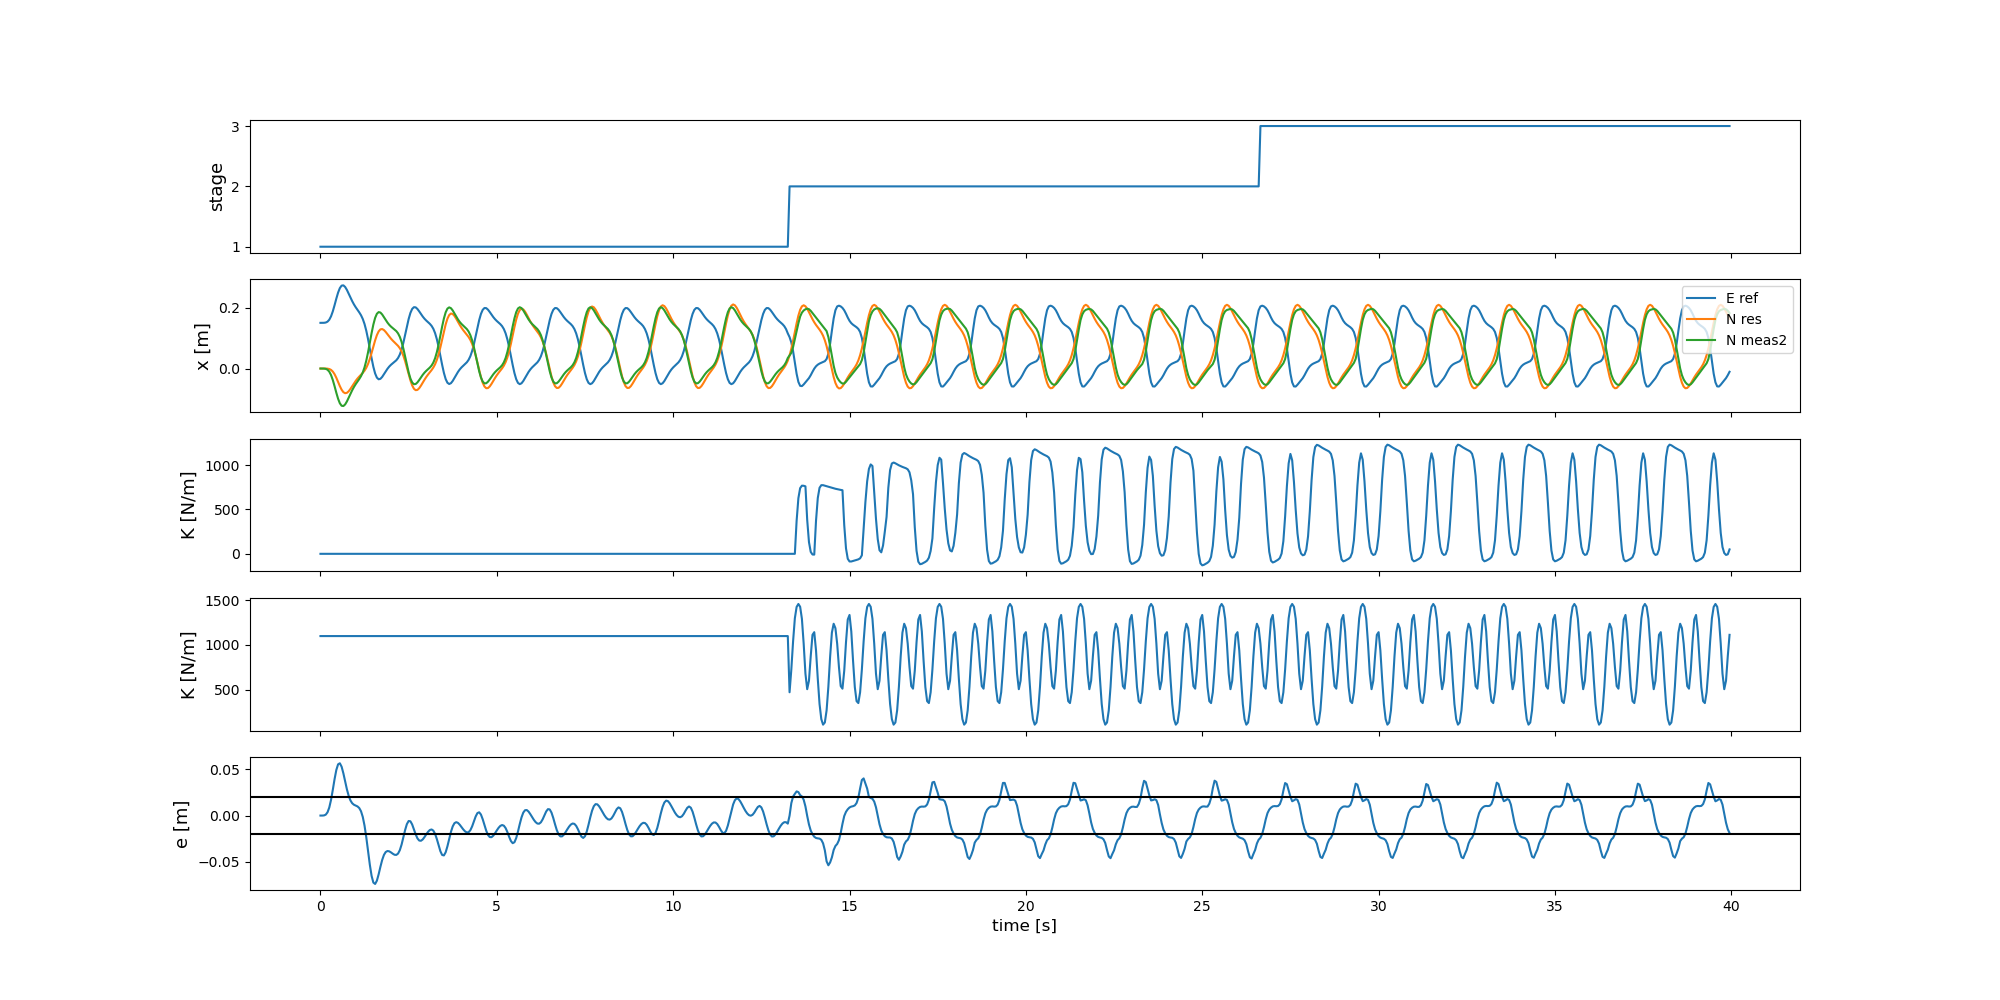 stage
3
2
1
x [m]
0.2
0.0
E ref
N res
N meas2
K [N/m]
1000
500
0
K [N/m]
1500
1000
500
e [m]
0.05
0.00
−0.05
0 5 10 15 20 25 30 35 40
time [s]